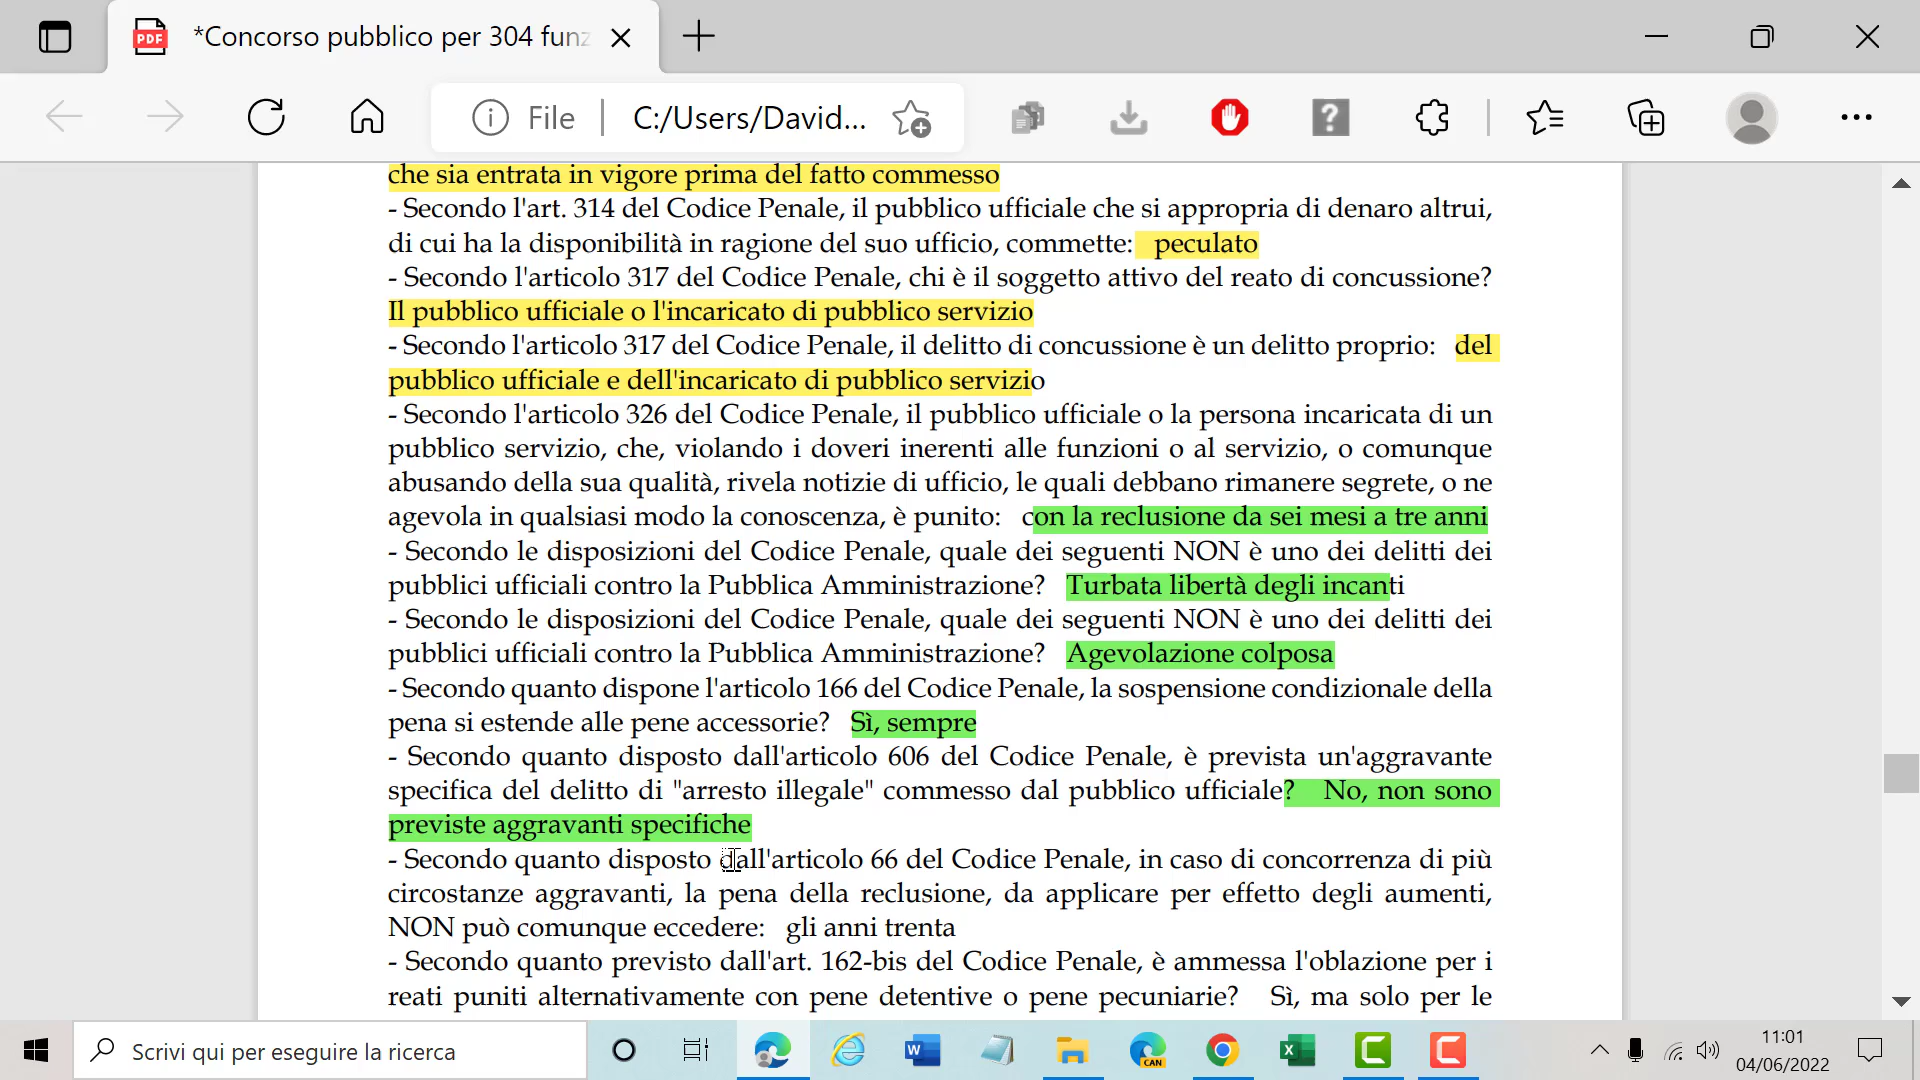 *Concorso pubblico per 304 funz
File
C:/Users/David...
che sia entrata in vigore prima del fatto commesso
- Secondo l'art. 314 del Codice Penale, il pubblico ufficiale che si appropria di denaro altrui,
di cui ha la disponibilità in ragione del suo ufficio, commette: peculato
- Secondo l'articolo 317 del Codice Penale, chi è il soggetto attivo del reato di concussione?
Il pubblico ufficiale o l'incaricato di pubblico servizio
- Secondo l'articolo 317 del Codice Penale, il delitto di concussione è un delitto proprio: del
pubblico ufficiale e dell'incaricato di pubblico servizio
- Secondo l'articolo 326 del Codice Penale, il pubblico ufficiale o la persona incaricata di un
pubblico servizio, che, violando i doveri inerenti alle funzioni o al servizio, o comunque
abusando della sua qualità, rivela notizie di ufficio, le quali debbano rimanere segrete, o ne
agevola in qualsiasi modo la conoscenza, è punito: con la reclusione da sei mesi a tre anni
- Secondo le disposizioni del Codice Penale, quale dei seguenti NON è uno dei delitti dei
pubblici ufficiali contro la Pubblica Amministrazione? Turbata libertà degli incanti
- Secondo le disposizioni del Codice Penale, quale dei seguenti NON è uno dei delitti dei
pubblici ufficiali contro la Pubblica Amministrazione? Agevolazione colposa
- Secondo quanto dispone l'articolo 166 del Codice Penale, la sospensione condizionale della
pena si estende alle pene accessorie? Sì, sempre
- Secondo quanto disposto dall'articolo 606 del Codice Penale, è prevista un'aggravante
specifica del delitto di "arresto illegale" commesso dal pubblico ufficiale? No, non sono
previste aggravanti specifiche
- Secondo quanto disposto dall'articolo 66 del Codice Penale, in caso di concorrenza di più
circostanze aggravanti, la pena della reclusione, da applicare per effetto degli aumenti,
NON può comunque eccedere: gli anni trenta
- Secondo quanto previsto dall'art. 162-bis del Codice Penale, è ammessa l'oblazione per i
reati puniti alternativamente con pene detentive o pene pecuniarie? Sì, ma solo per le
Scrivi qui per eseguire la ricerca
11:01
04/06/2022